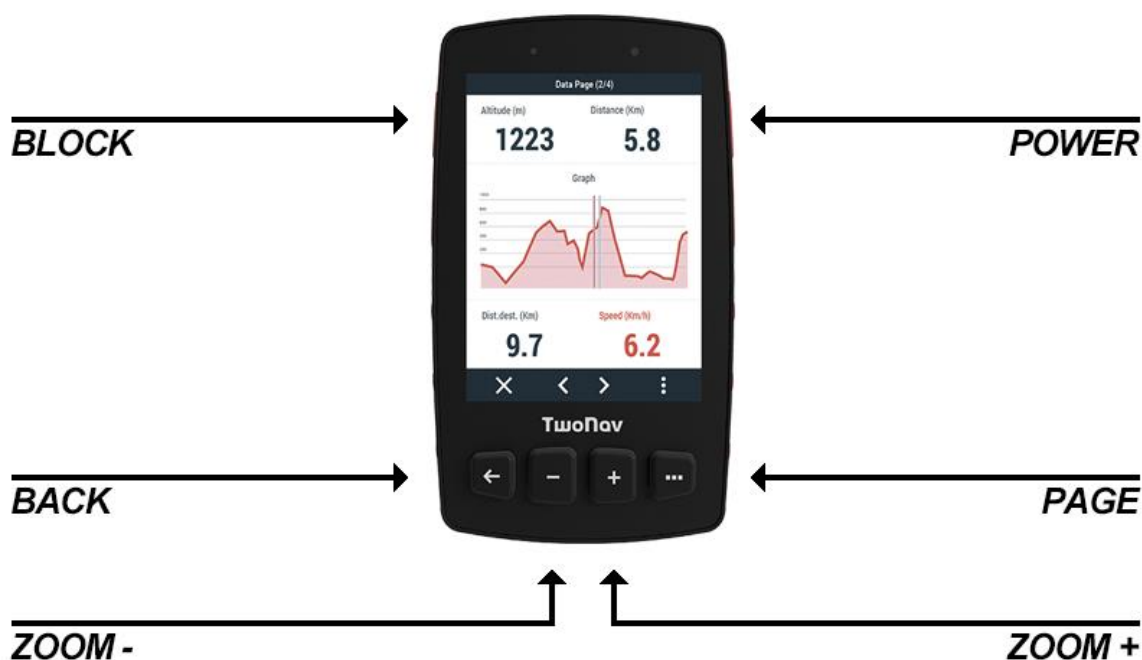 Data Page (2/4)
Altitude (m) Distance (Km)
1223 5.8
BLOCK POWER
Graph
Dist.dest. (Km) Speed (Km/h)
9.7 6.2
TwoNav
BACK PAGE
ZOOM - ZOOM +